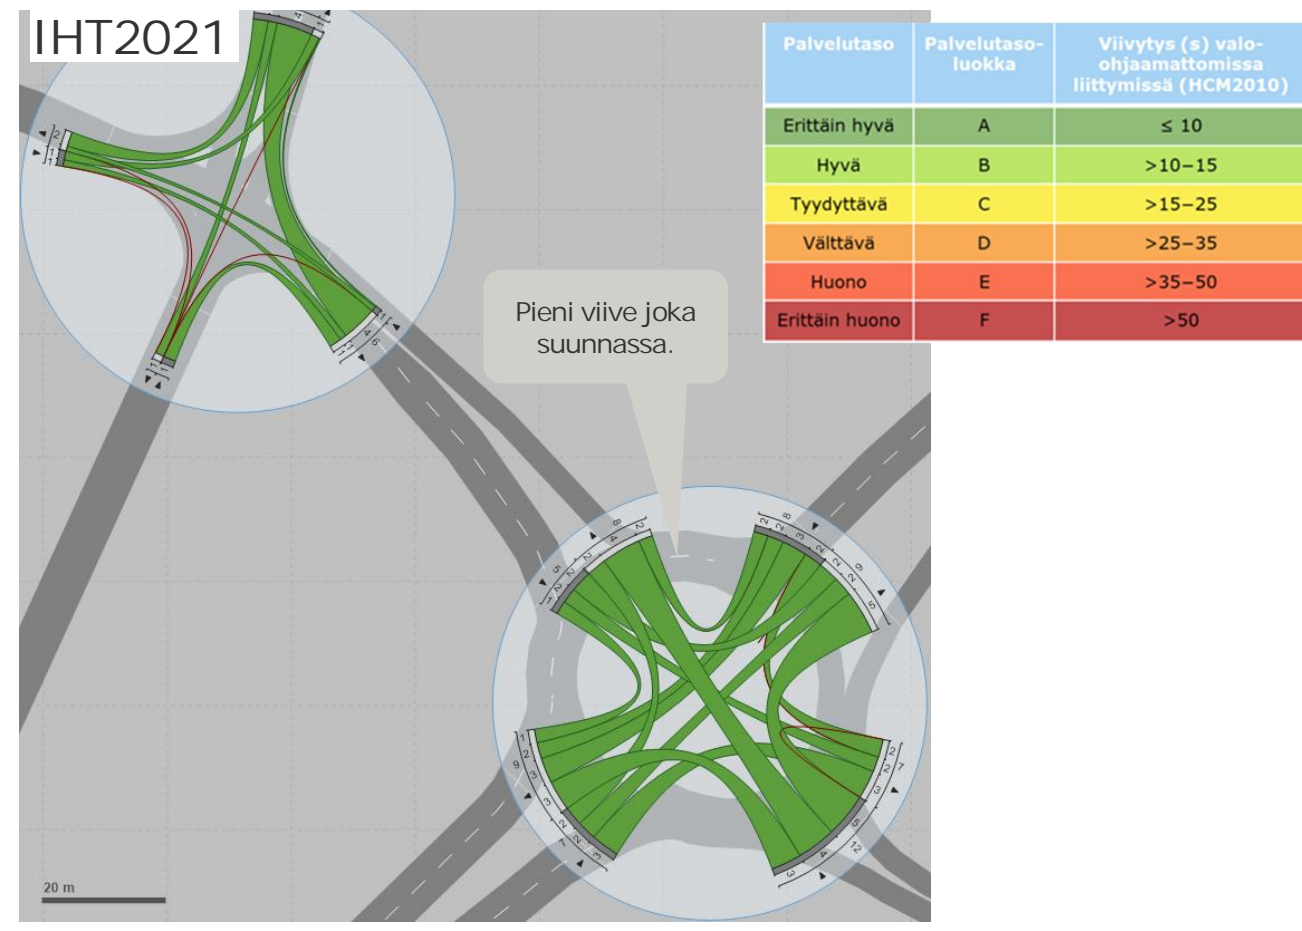 IHT2021
Palvelutaso
Palvelutaso-
luokka
Viivytys (s) valo-
ohjaamattomissa
liittymissä (HCM2010)
Erittäin hyvä
A
≤ 10
Hyvä
B
>10–15
Tyydyttävä
C
>15–25
Välttävä
D
>25–35
Huono
E
>35–50
Erittäin huono
F
>50
Pieni viive joka
suunnassa.
20 m